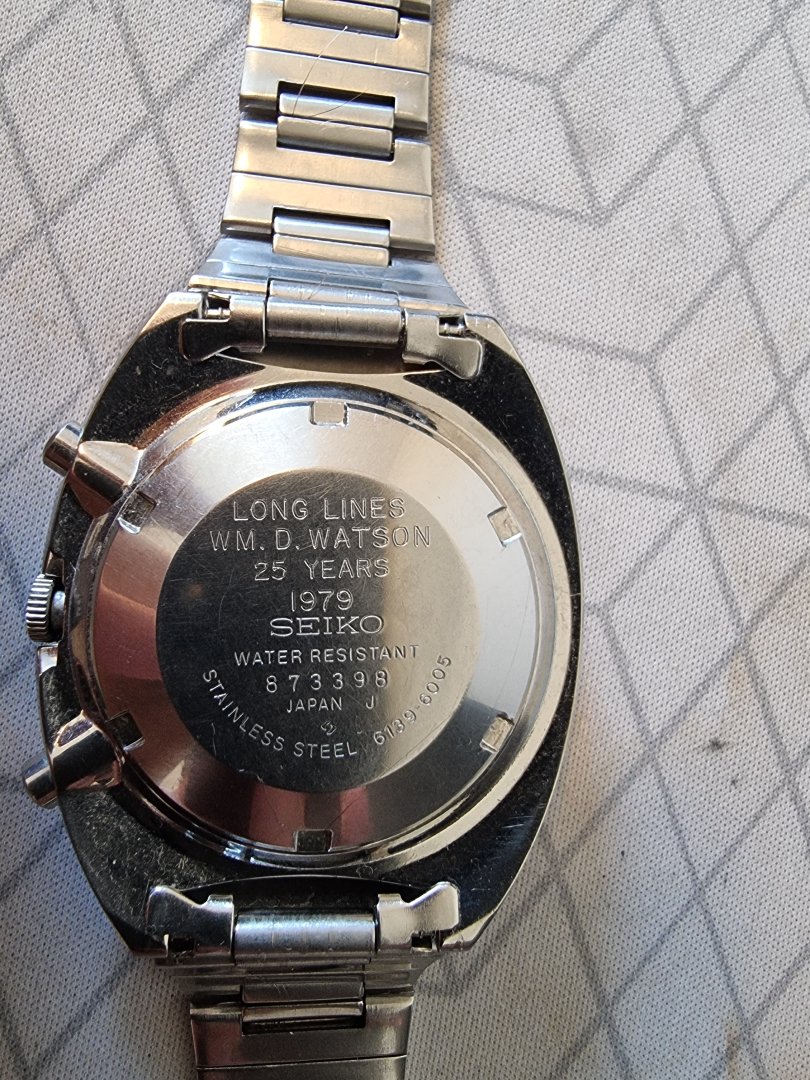 LONG LINES
WM. D. WATSON
25 YEARS
1979
SEIKO
WATER RESISTANT
873398
JAPAN J
STAINLESS STEEL 6139-6005